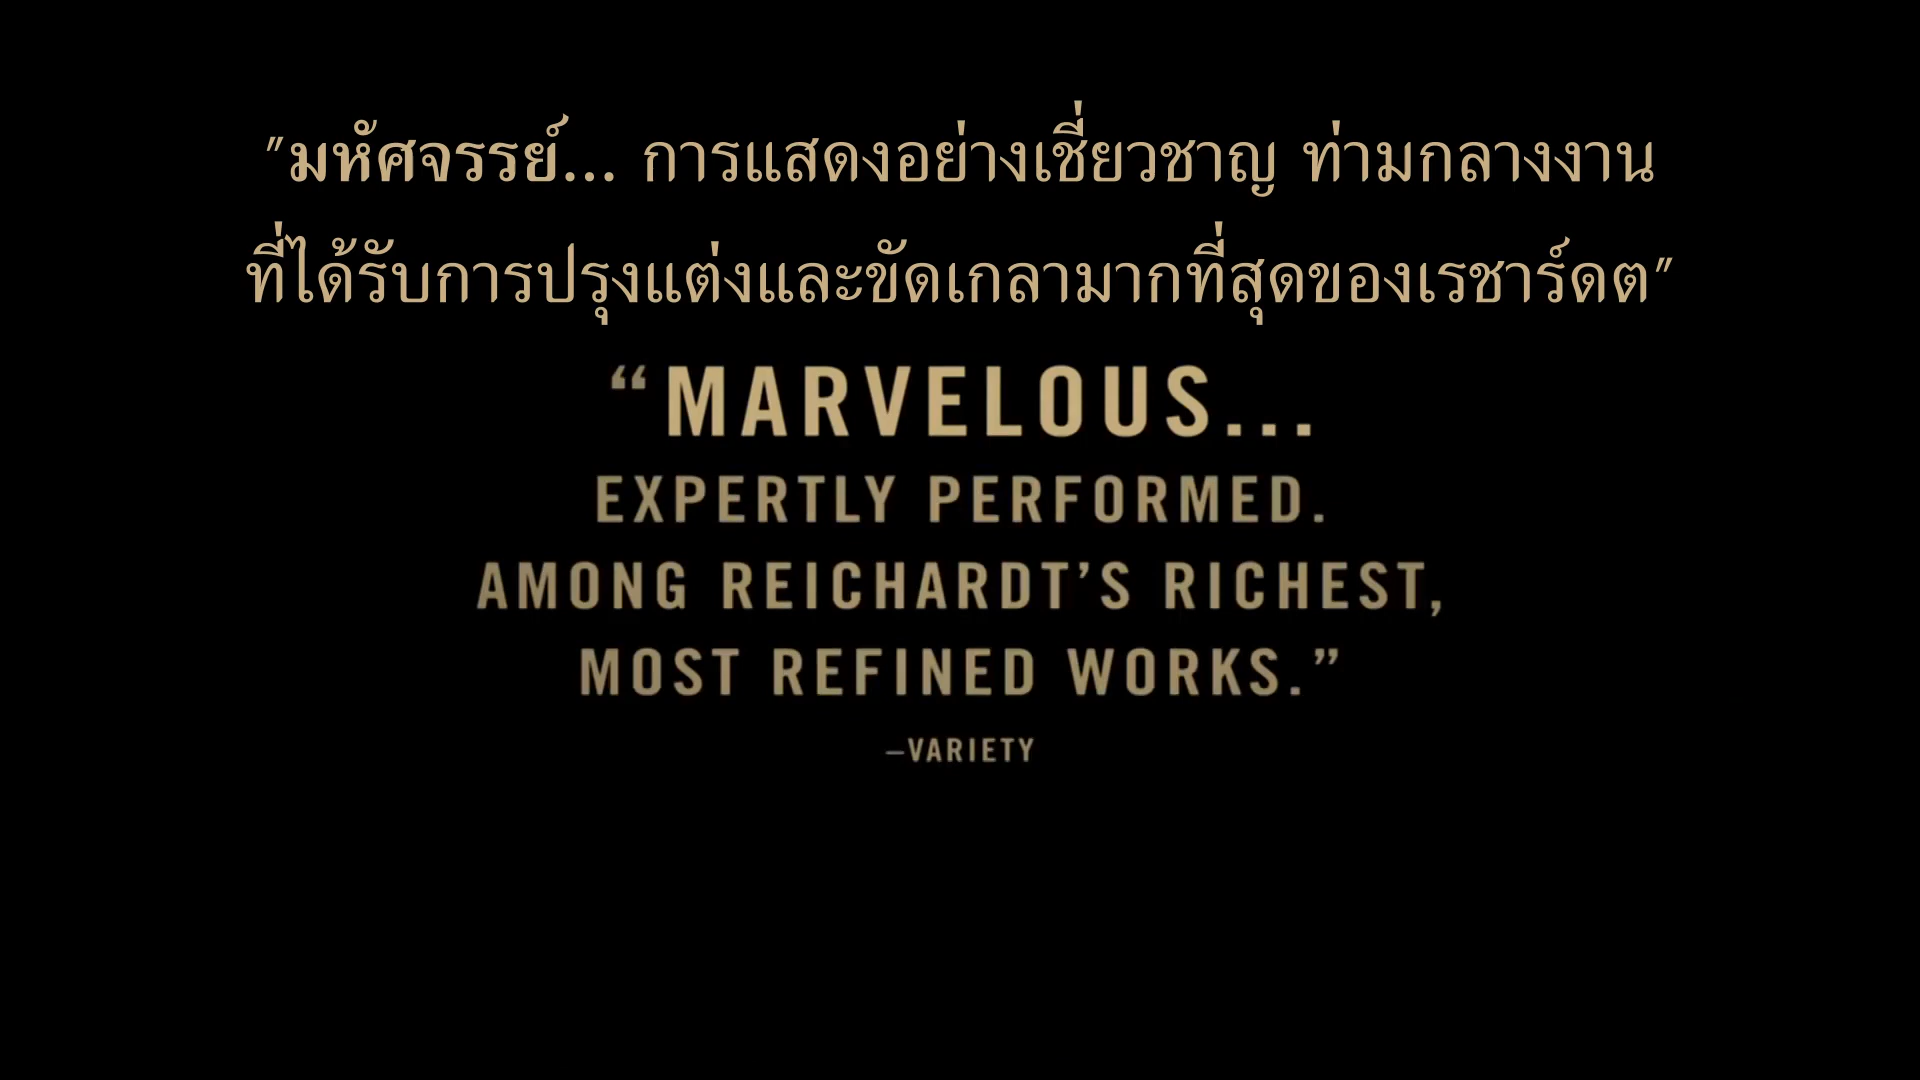 "มหัศจรรย์... การแสดงอย่างเชี่ยวชาญ ท่ามกลางงาน
ที่ได้รับการปรุงแต่งและขัดเกลามากที่สุดของเรชาร์ดต"
“MARVELOUS...
EXPERTLY PERFORMED.
AMONG REICHARDT’S RICHEST,
MOST REFINED WORKS.”
–VARIETY